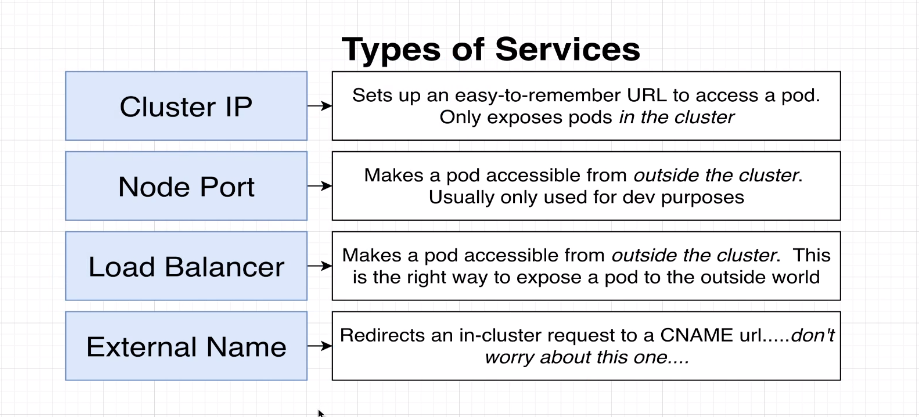 Types of Services
Cluster IP
Sets up an easy-to-remember URL to access a pod.
Only exposes pods in the cluster
Node Port
Makes a pod accessible from outside the cluster.
Usually only used for dev purposes
Load Balancer
Makes a pod accessible from outside the cluster.  This
is the right way to expose a pod to the outside world
External Name
Redirects an in-cluster request to a CNAME url.....don't
worry about this one....